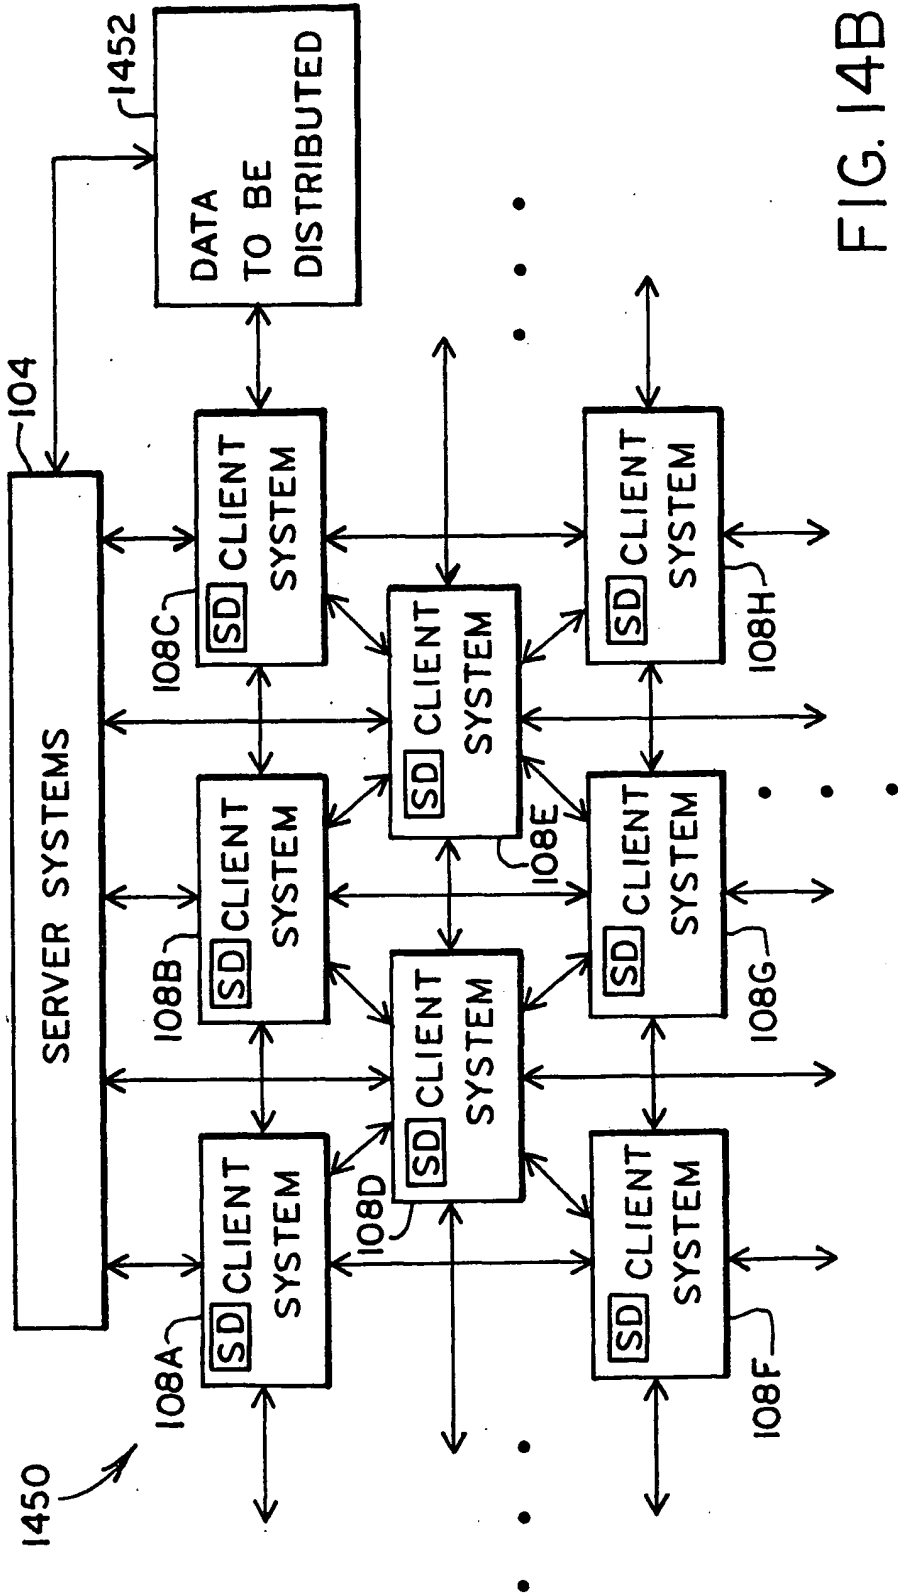 1450
SERVER SYSTEMS
104
1452
DATA
TO BE
DISTRIBUTED
108A
SD CLIENT
SYSTEM
108B
SD CLIENT
SYSTEM
108C
SD CLIENT
SYSTEM
108D
SD CLIENT
SYSTEM
108E
SD CLIENT
SYSTEM
108F
SD CLIENT
SYSTEM
108G
SD CLIENT
SYSTEM
108H
SD CLIENT
SYSTEM
FIG. 14B